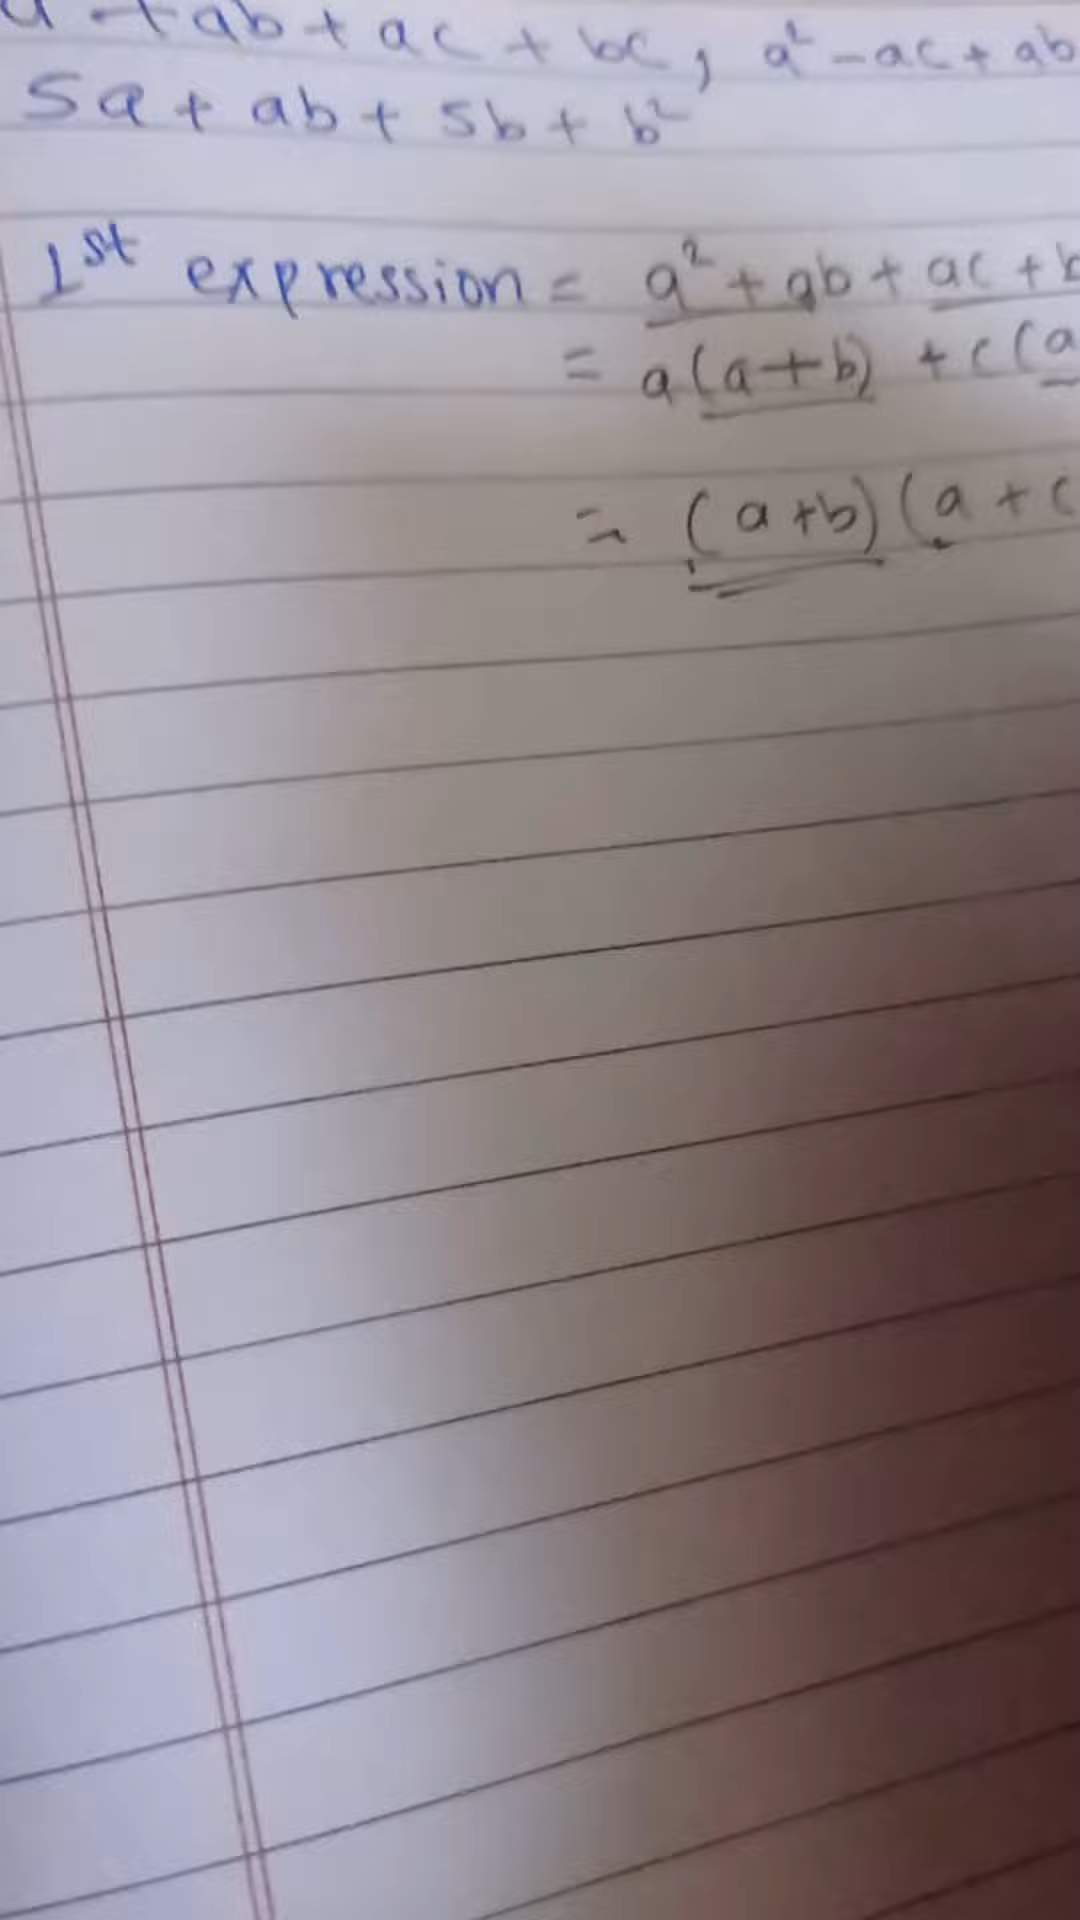 + ab + ac + bc, a² - ac + ab
5a + ab + 5b + b²
1st expression = a² + ab + ac + b
= a(a+b) + c(a
= (a+b)(a+c